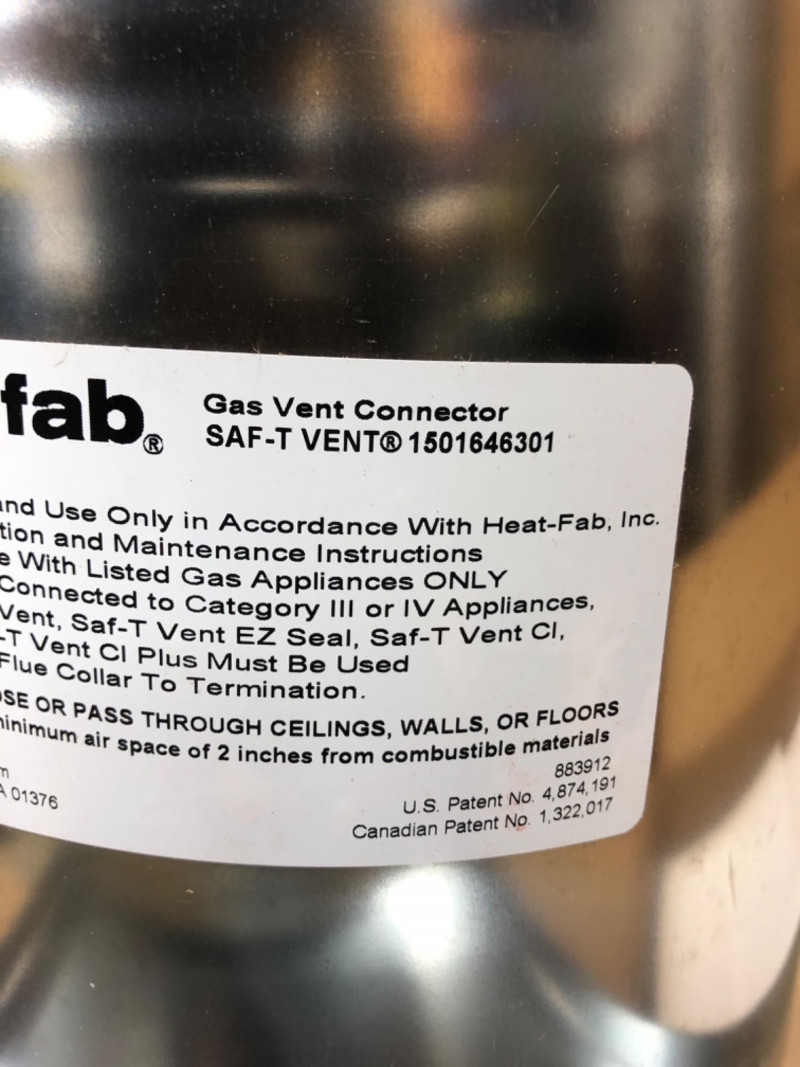 fab®
Gas Vent Connector
SAF-T VENT® 1501646301
and Use Only in Accordance With Heat-Fab, Inc.
tion and Maintenance Instructions
e With Listed Gas Appliances ONLY
Connected to Category III or IV Appliances,
Vent, Saf-T Vent EZ Seal, Saf-T Vent CI,
-T Vent CI Plus Must Be Used
Flue Collar To Termination.
OSE OR PASS THROUGH CEILINGS, WALLS, OR FLOORS
minimum air space of 2 inches from combustible materials
m
A 01376
883912
U.S. Patent No. 4,874,191
Canadian Patent No. 1,322,017